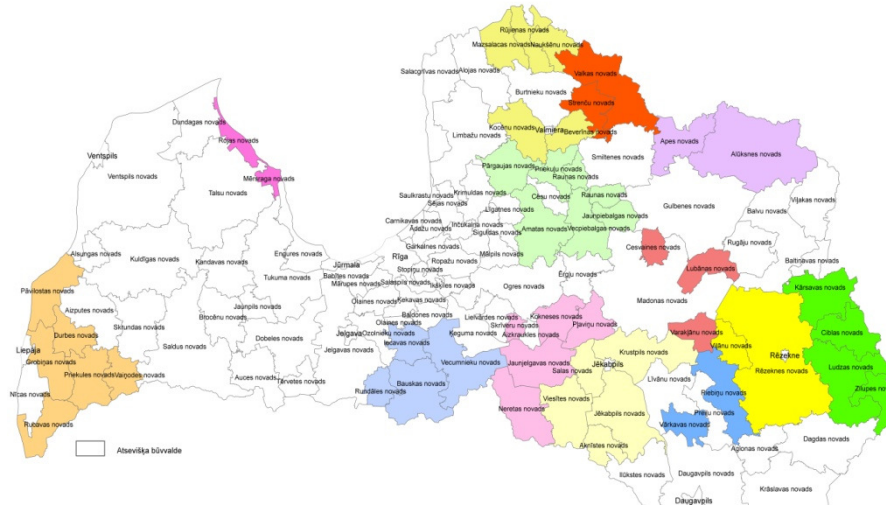 Rūjienas novads
Mazsalacas novads
Naukšēnu novads
Salacgrīvas novads
Alojas novads
Valkas novads
Burtnieku novads
Strenču novads
Dundagas novads
Rojas novads
Limbažu novads
Kocēnu novads
Valmiera
Beverīnas novads
Smiltenes novads
Apes novads
Alūksnes novads
Ventspils
Ventspils novads
Mērsraga novads
Talsu novads
Pārgaujas novads
Priekuļu novads
Raunas novads
Cēsu novads
Raunas novads
Saulkrastu novads
Krimuldas novads
Sējas novads
Līgatnes novads
Jaunpiebalgas novads
Vecpiebalgas novads
Gulbenes novads
Balvu novads
Viļakas novads
Carnikavas novads
Ādažu novads
Inčukalna novads
Siguldas novads
Amatas novads
Rugāju novads
Alsungas novads
Kuldīgas novads
Kandavas novads
Engures novads
Tukuma novads
Jūrmala
Rīga
Garkalnes novads
Ropažu novads
Mālpils novads
Cesvaines novads
Lubānas novads
Baltinavas novads
Babītes novads
Mārupes novads
Stopiņu novads
Salaspils novads
Ikšķiles novads
Ogres novads
Ērgļu novads
Madonas novads
Kārsavas novads
Pāvilostas novads
Aizputes novads
Skrundas novads
Brocēnu novads
Jaunpils novads
Dobeles novads
Olaines novads
Ķekavas novads
Baldones novads
Olaines novads
Jelgava
Ozolnieku novads
Iecavas novads
Ķeguma novads
Lielvārdes novads
Skrīveru novads
Aizkraukles novads
Kokneses novads
Pļaviņu novads
Varakļānu novads
Viļānu novads
Ciblas novads
Durbes novads
Liepāja
Grobiņas novads
Saldus novads
Jelgavas novads
Vecumnieku novads
Jaunjelgavas novads
Salas novads
Jēkabpils
Krustpils novads
Līvānu novads
Rēzekne
Rēzeknes novads
Ludzas novads
Zilupes nov
Priekules novads
Vaiņodes novads
Nīcas novads
Rucavas novads
Auces novads
Tērvetes novads
Rundāles novads
Bauskas novads
Neretas novads
Viesītes novads
Jēkabpils novads
Aknīstes novads
Riebiņu novads
Preiļu novads
Vārkavas novads
Aglonas novads
Dagdas novads
Ilūkstes novads
Daugavpils novads
Krāslavas novads
Daugavpils
Atsevišķa būvvalde